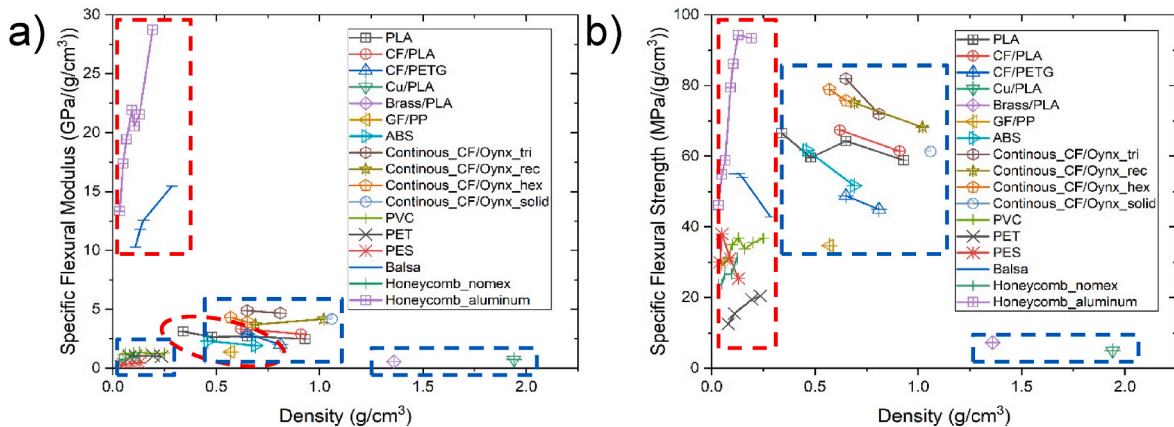 a)
Specific Flexural Modulus (GPa/(g/cm³))
30
25
20
15
10
5
0
0.0
0.5
1.0
1.5
2.0
Density (g/cm³)
PLA
CF/PLA
CF/PETG
Cu/PLA
Brass/PLA
GF/PP
ABS
Continous_CF/Oynx_tri
Continous_CF/Oynx_rec
Continous_CF/Oynx_hex
Continous_CF/Oynx_solid
PVC
PET
PES
Balsa
Honeycomb_nomex
Honeycomb_aluminum
b)
Specific Flexural Strength (MPa/(g/cm³))
100
80
60
40
20
0
0.0
0.5
1.0
1.5
2.0
Density (g/cm³)
PLA
CF/PLA
CF/PETG
Cu/PLA
Brass/PLA
GF/PP
ABS
Continous_CF/Oynx_tri
Continous_CF/Oynx_rec
Continous_CF/Oynx_hex
Continous_CF/Oynx_solid
PVC
PET
PES
Balsa
Honeycomb_nomex
Honeycomb_aluminum